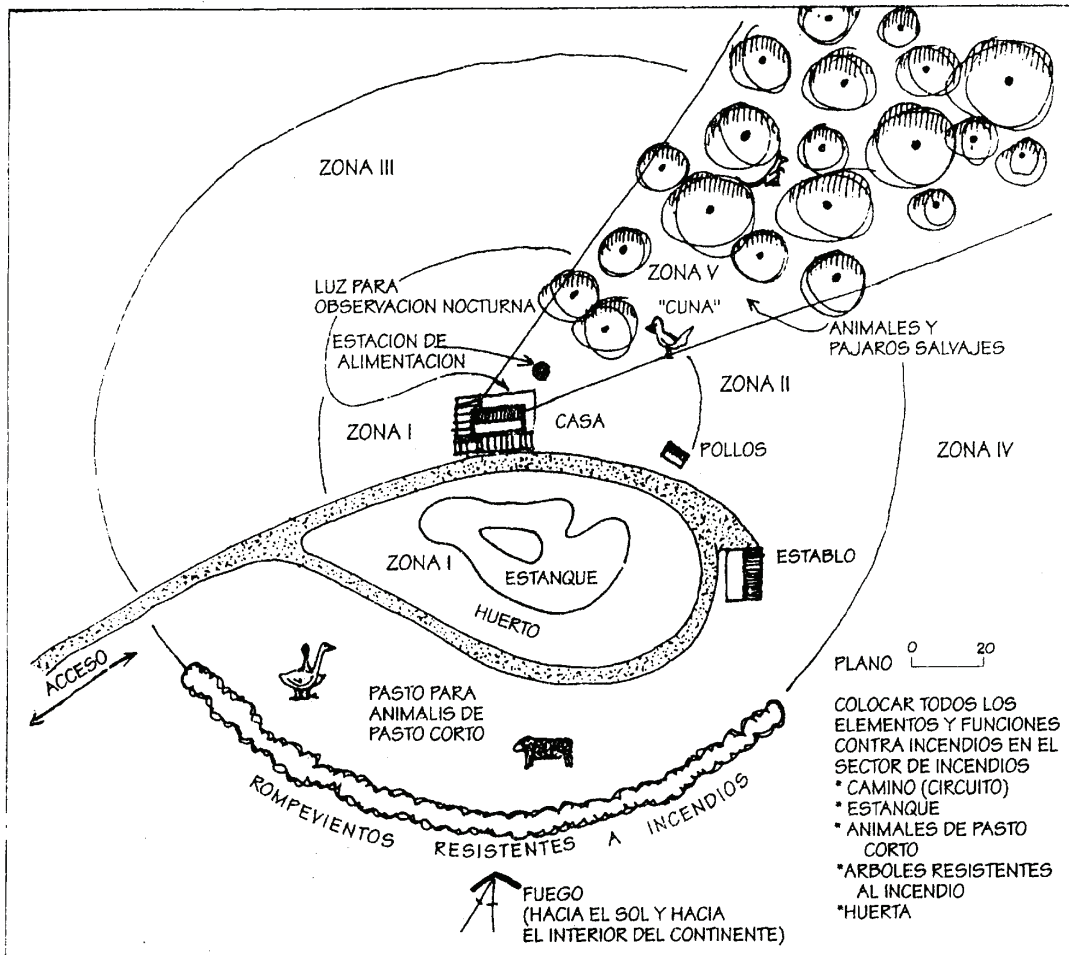 ZONA III
LUZ PARA
OBSERVACION NOCTURNA
ESTACION DE
ALIMENTACION
ZONA V
"CUNA"
ANIMALES Y
PAJAROS SALVAJES
ZONA II
ZONA I
CASA
POLLOS
ZONA IV
ZONA I
ESTANQUE
HUERTO
ESTABLO
ACCESO
PASTO PARA
ANIMALIS DE
PASTO CORTO
ROMPEVIENTOS RESISTENTES A INCENDIOS
FUEGO
(HACIA EL SOL Y HACIA
EL INTERIOR DEL CONTINENTE)
PLANO 0 20
COLOCAR TODOS LOS
ELEMENTOS Y FUNCIONES
CONTRA INCENDIOS EN EL
SECTOR DE INCENDIOS
* CAMINO (CIRCUITO)
* ESTANQUE
* ANIMALES DE PASTO
CORTO
*ARBOLES RESISTENTES
AL INCENDIO
*HUERTA